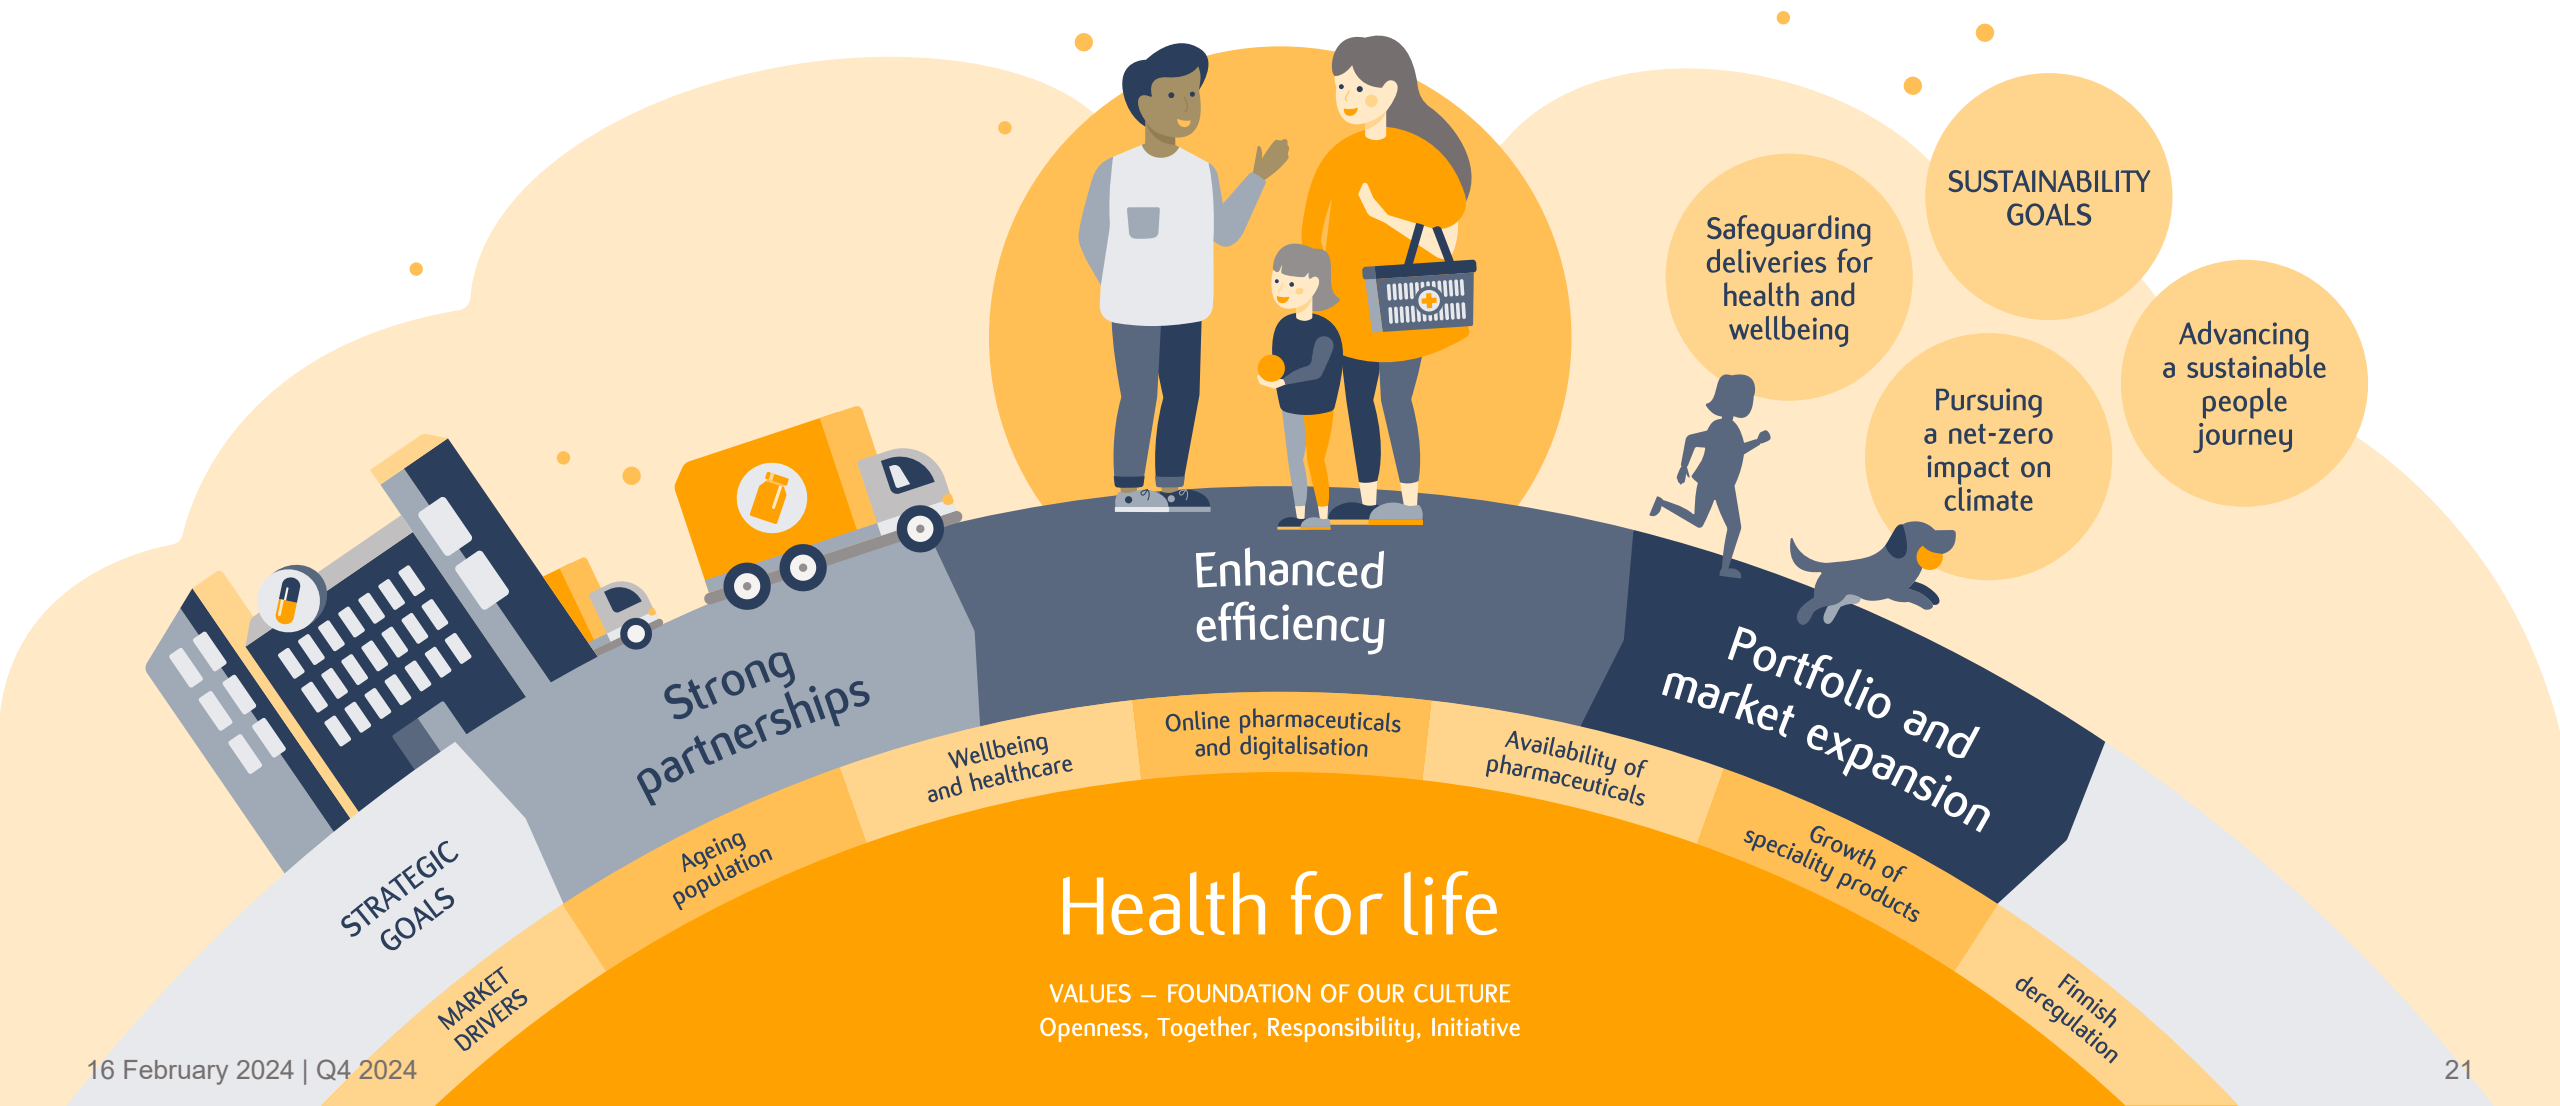 SUSTAINABILITY
GOALS
Safeguarding
deliveries for
health and
wellbeing
Pursuing
a net-zero
impact on
climate
Advancing
a sustainable
people
journey
STRATEGIC
GOALS
Strong
partnerships
Enhanced
efficiency
Portfolio and
market expansion
MARKET
DRIVERS
Ageing
population
Wellbeing
and healthcare
Online pharmaceuticals
and digitalisation
Availability of
pharmaceuticals
Growth of
speciality products
Finnish
deregulation
Health for life
VALUES – FOUNDATION OF OUR CULTURE
Openness, Together, Responsibility, Initiative
16 February 2024 | Q4 2024
21